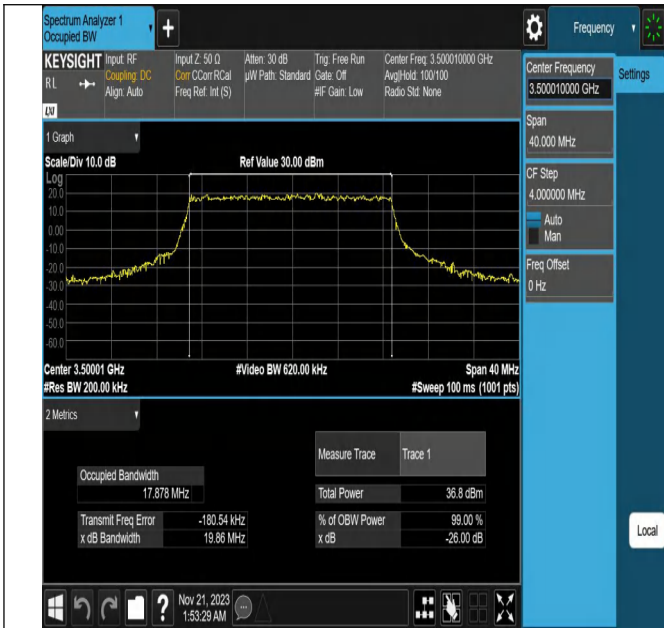 Spectrum Analyzer 1
Occupied BW
Frequency
KEYSIGHT
RL
LXI
Input: RF
Coupling: DC
Align: Auto
Input Z: 50 Ω
Corr CCorr RCal
Freq Ref: Int (S)
Atten: 30 dB
µW Path: Standard
Trig: Free Run
Gate: Off
#IF Gain: Low
Center Freq: 3.500010000 GHz
Avg|Hold: 100/100
Radio Std: None
Center Frequency
3.500010000 GHz
Settings
Span
40.000 MHz
CF Step
4.000000 MHz
Auto
Man
Freq Offset
0 Hz
Local
1 Graph
Scale/Div 10.0 dB
Ref Value 30.00 dBm
Log
20.0
10.0
0.00
-10.0
-20.0
-30.0
-40.0
-50.0
-60.0
Center 3.50001 GHz
#Video BW 620.00 kHz
Span 40 MHz
#Res BW 200.00 kHz
#Sweep 100 ms (1001 pts)
2 Metrics
Measure Trace
Trace 1
Occupied Bandwidth
17.878 MHz
Total Power
36.8 dBm
Transmit Freq Error
-180.54 kHz
% of OBW Power
99.00 %
x dB Bandwidth
19.86 MHz
x dB
-26.00 dB
?
Nov 21, 2023
1:53:29 AM